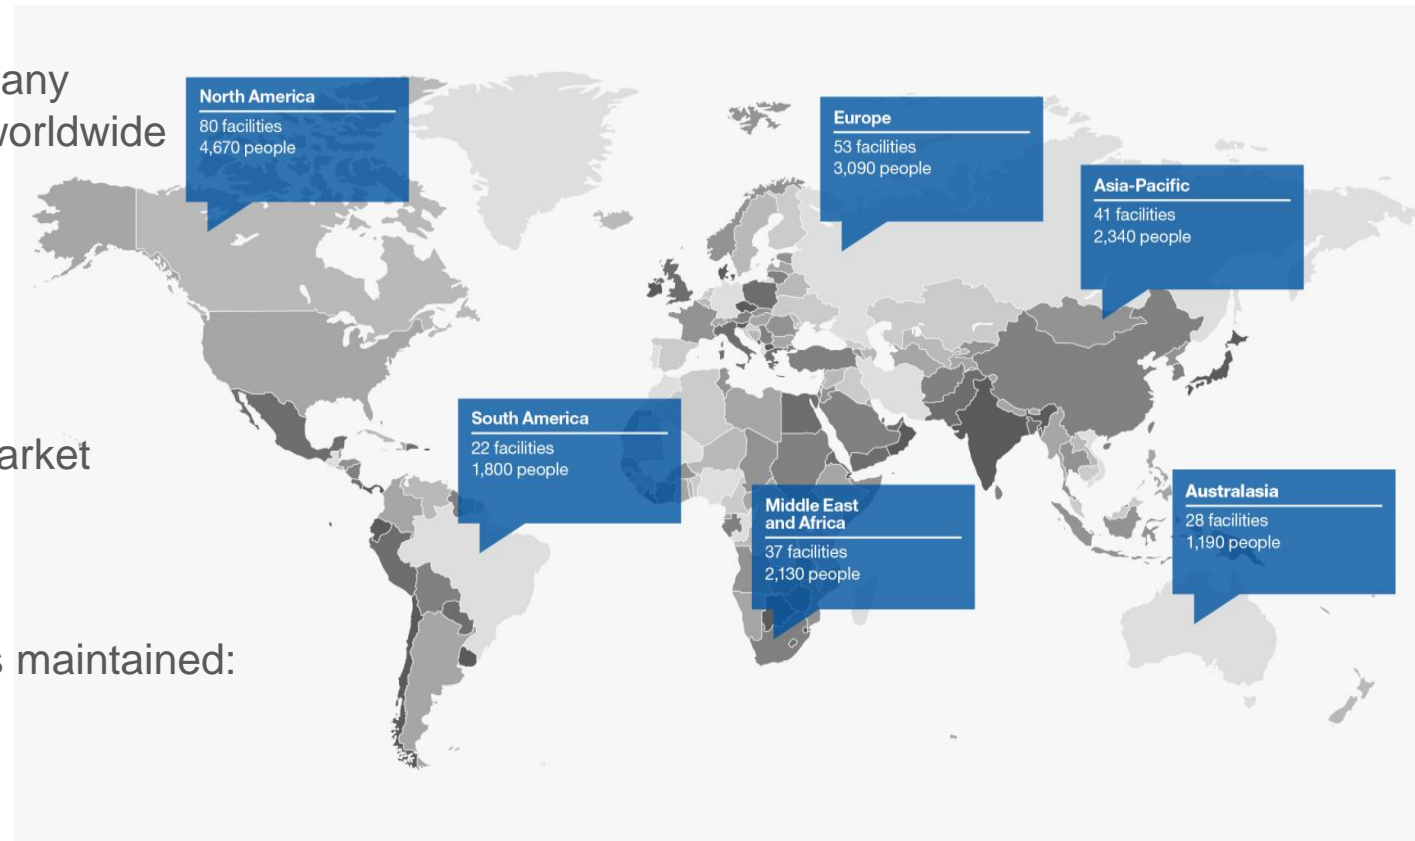 any
worldwide
arket
s maintained:
North America
80 facilities
4,670 people
Europe
53 facilities
3,090 people
Asia-Pacific
41 facilities
2,340 people
South America
22 facilities
1,800 people
Middle East
and Africa
37 facilities
2,130 people
Australasia
28 facilities
1,190 people